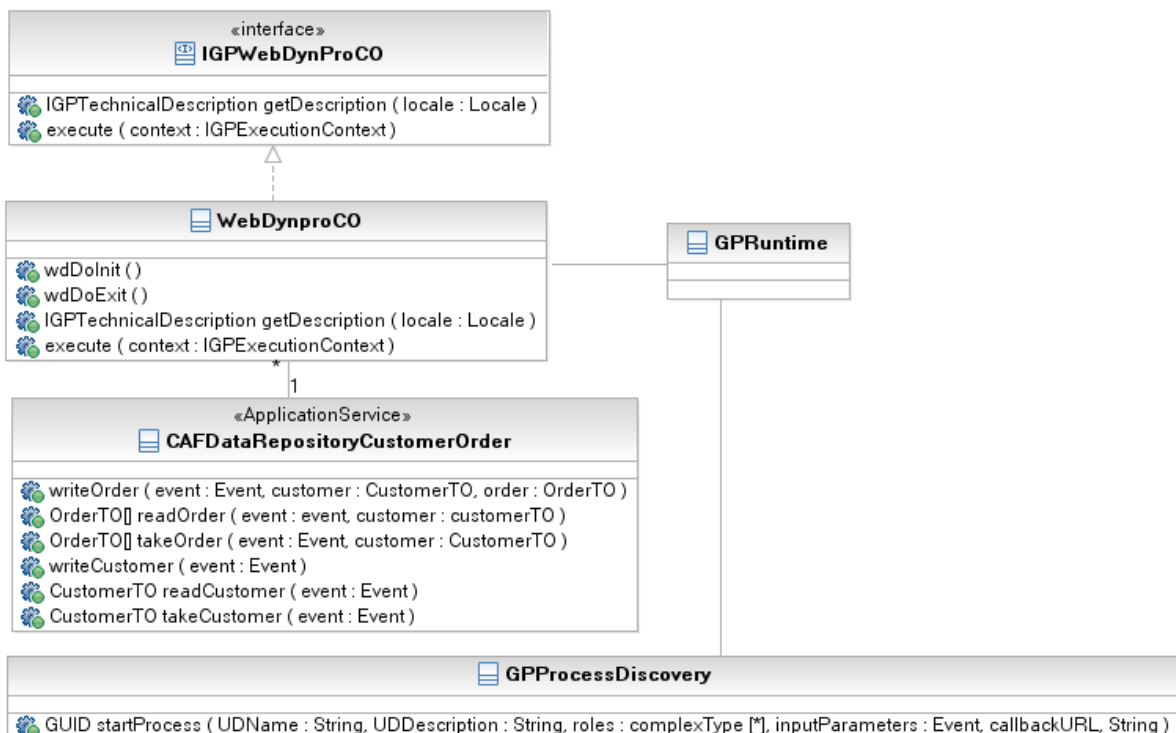 «interface»
IGPWebDynProCO
IGPTechnicalDescription getDescription ( locale : Locale )
execute ( context : IGPExecutionContext )
WebDynproCO
wdDoInit ( )
wdDoExit ( )
IGPTechnicalDescription getDescription ( locale : Locale )
execute ( context : IGPExecutionContext )
GPRuntime
*
1
«ApplicationService»
CAFDataRepositoryCustomerOrder
writeOrder ( event : Event, customer : CustomerTO, order : OrderTO )
OrderTO[] readOrder ( event : event, customer : customerTO )
OrderTO[] takeOrder ( event : Event, customer : CustomerTO )
writeCustomer ( event : Event )
CustomerTO readCustomer ( event : Event )
CustomerTO takeCustomer ( event : Event )
GPProcessDiscovery
GUID startProcess ( UDName : String, UDDescription : String, roles : complexType [*], inputParameters : Event, callbackURL, String )